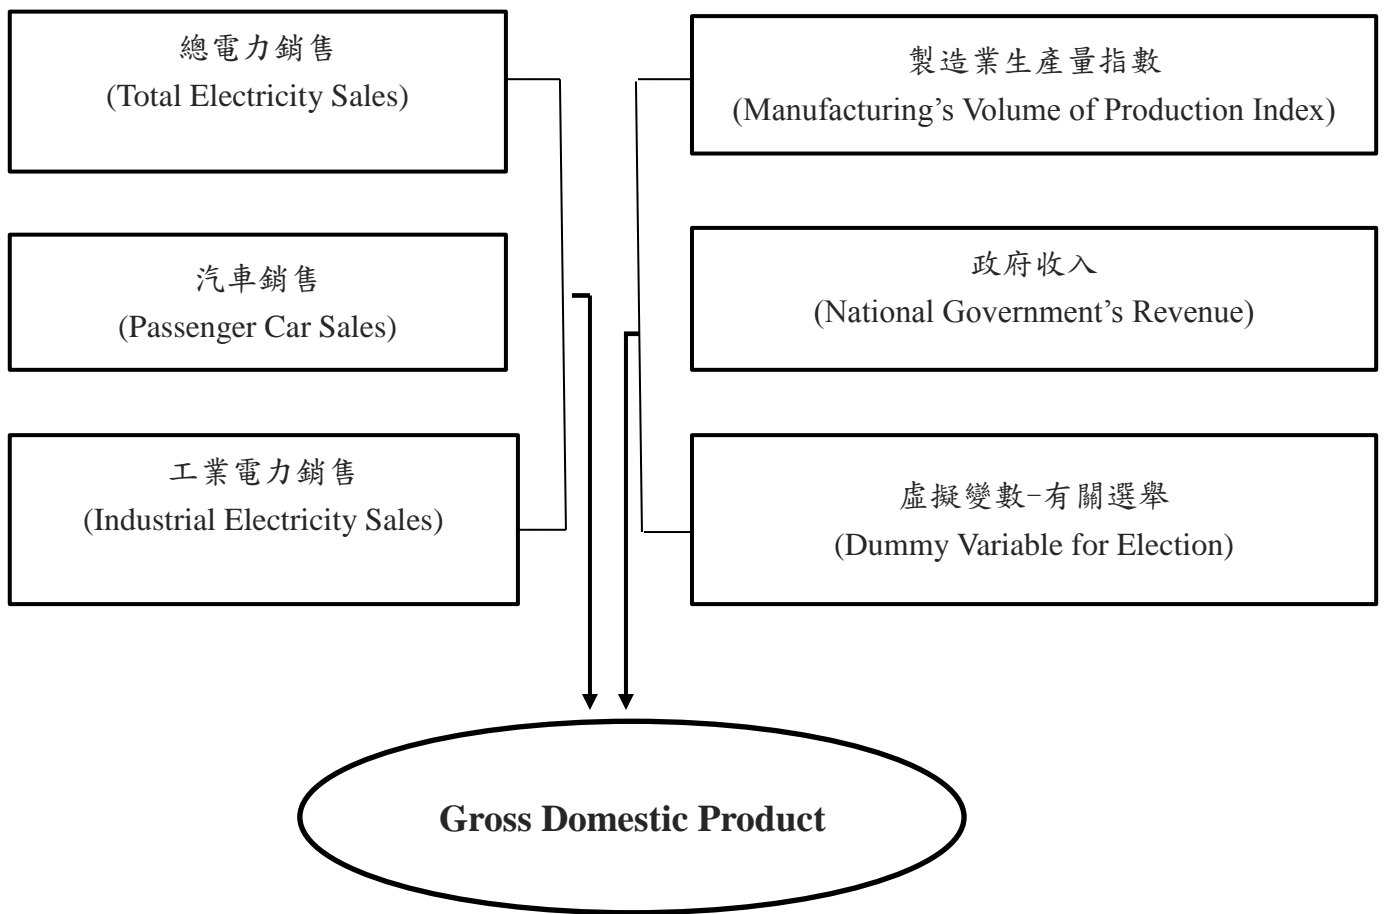 總電力銷售
(Total Electricity Sales)
汽車銷售
(Passenger Car Sales)
工業電力銷售
(Industrial Electricity Sales)
製造業生產量指數
(Manufacturing’s Volume of Production Index)
政府收入
(National Government’s Revenue)
虛擬變數-有關選舉
(Dummy Variable for Election)
Gross Domestic Product